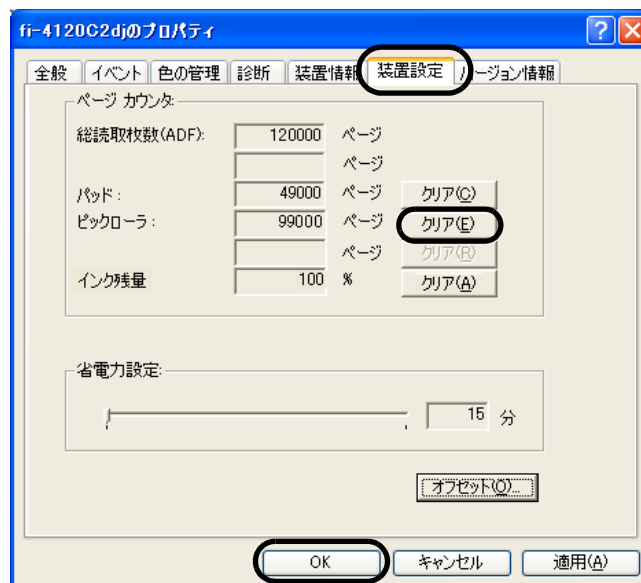 fi-4120C2djのプロパティ
全般 イベント 色の管理 診断 装置情報 装置設定 バージョン情報
ページ カウンタ:
総読取枚数(ADF): 120000 ページ
ページ
パッド: 49000 ページ クリア(C)
ピックローラ: 99000 ページ クリア(E)
ページ クリア(R)
インク残量 100 % クリア(A)
省電力設定:
15 分
オフセット(O)...
OK キャンセル 適用(A)